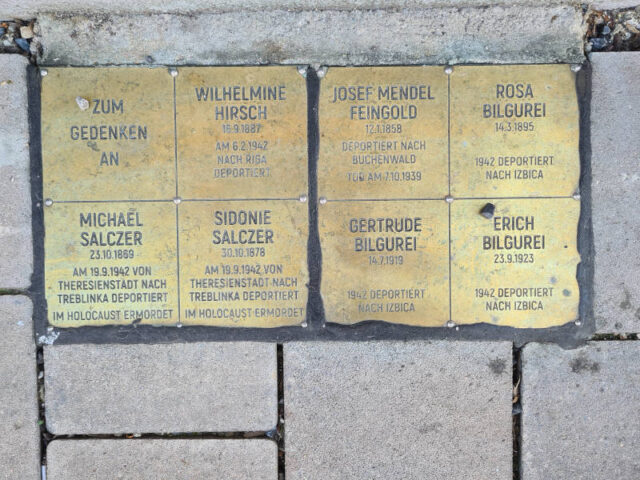 ZUM
GEDENKEN
AN
WILHELMINE
HIRSCH
16.9.1887
AM 6.2.1942
NACH RIGA
DEPORTIERT
JOSEF MENDEL
FEINGOLD
12.1.1858
DEPORTIERT NACH
BUCHENWALD
TOD AM 7.10.1939
ROSA
BILGUREI
14.3.1895
1942 DEPORTIERT
NACH IZBICA
MICHAEL
SALCZER
23.10.1869
AM 19.9.1942 VON
THERESIENSTADT NACH
TREBLINKA DEPORTIERT
IM HOLOCAUST ERMORDET
SIDONIE
SALCZER
30.10.1878
AM 19.9.1942 VON
THERESIENSTADT NACH
TREBLINKA DEPORTIERT
IM HOLOCAUST ERMORDET
GERTRUDE
BILGUREI
14.7.1919
1942 DEPORTIERT
NACH IZBICA
ERICH
BILGUREI
23.9.1923
1942 DEPORTIERT
NACH IZBICA